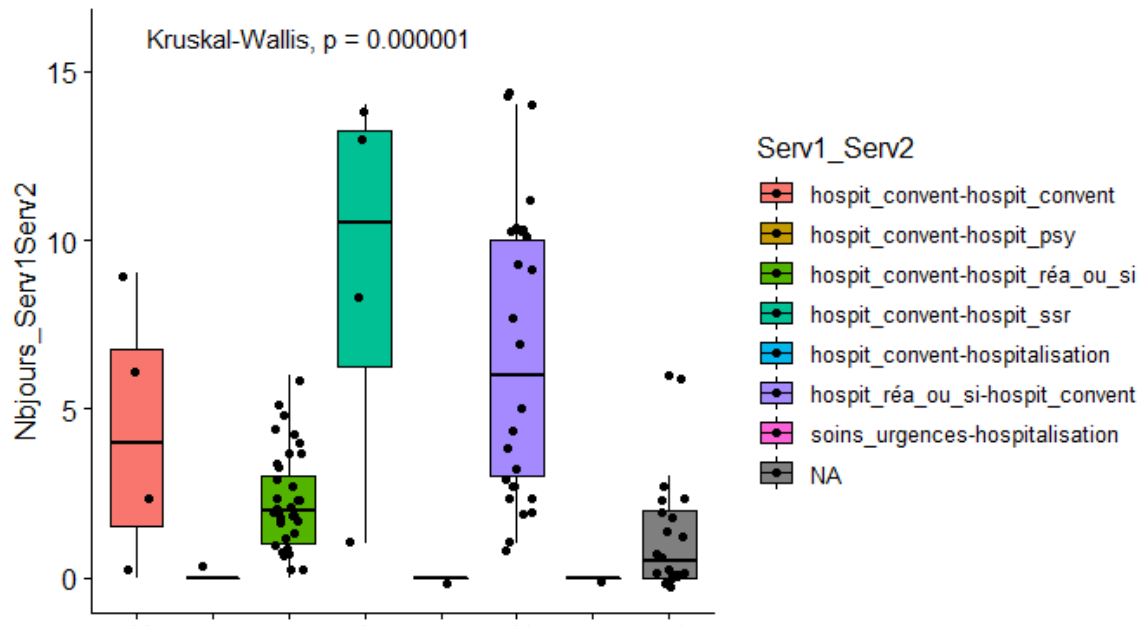 Kruskal-Wallis, p = 0.000001
15
10
5
0
Nbjours_Serv1Serv2
Serv1_Serv2
hospit_convent-hospit_convent
hospit_convent-hospit_psy
hospit_convent-hospit_réa_ou_si
hospit_convent-hospit_ssr
hospit_convent-hospitalisation
hospit_réa_ou_si-hospit_convent
soins_urgences-hospitalisation
NA